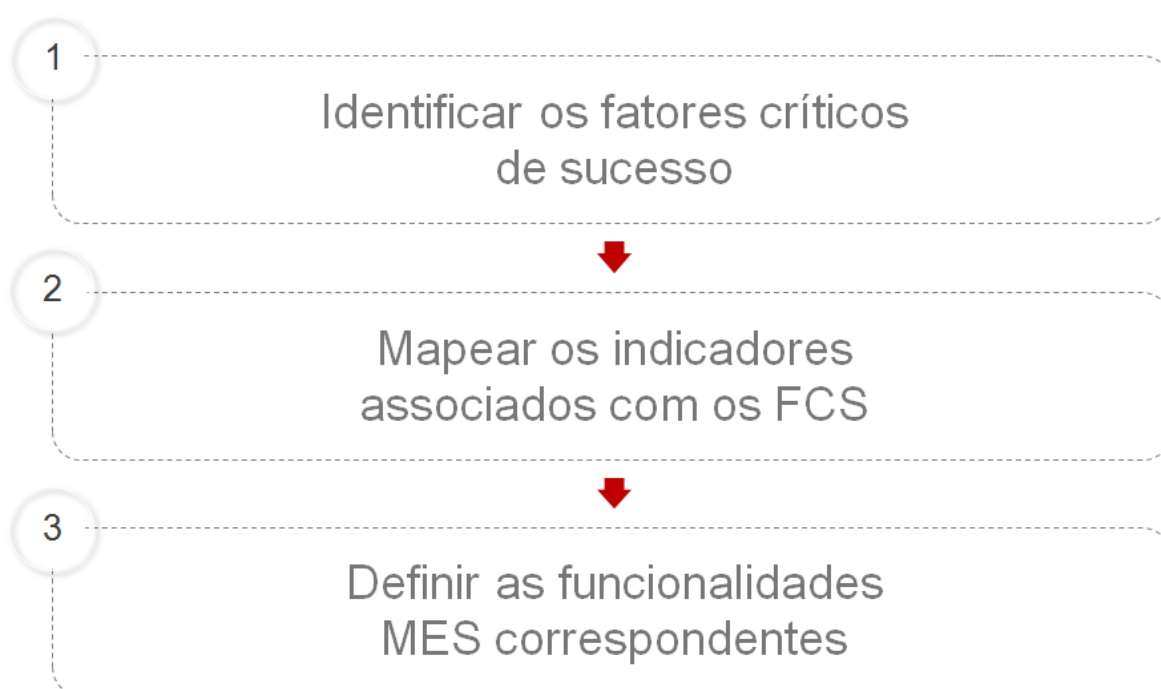 1
Identificar os fatores críticos
de sucesso
2
Mapear os indicadores
associados com os FCS
3
Definir as funcionalidades
MES correspondentes